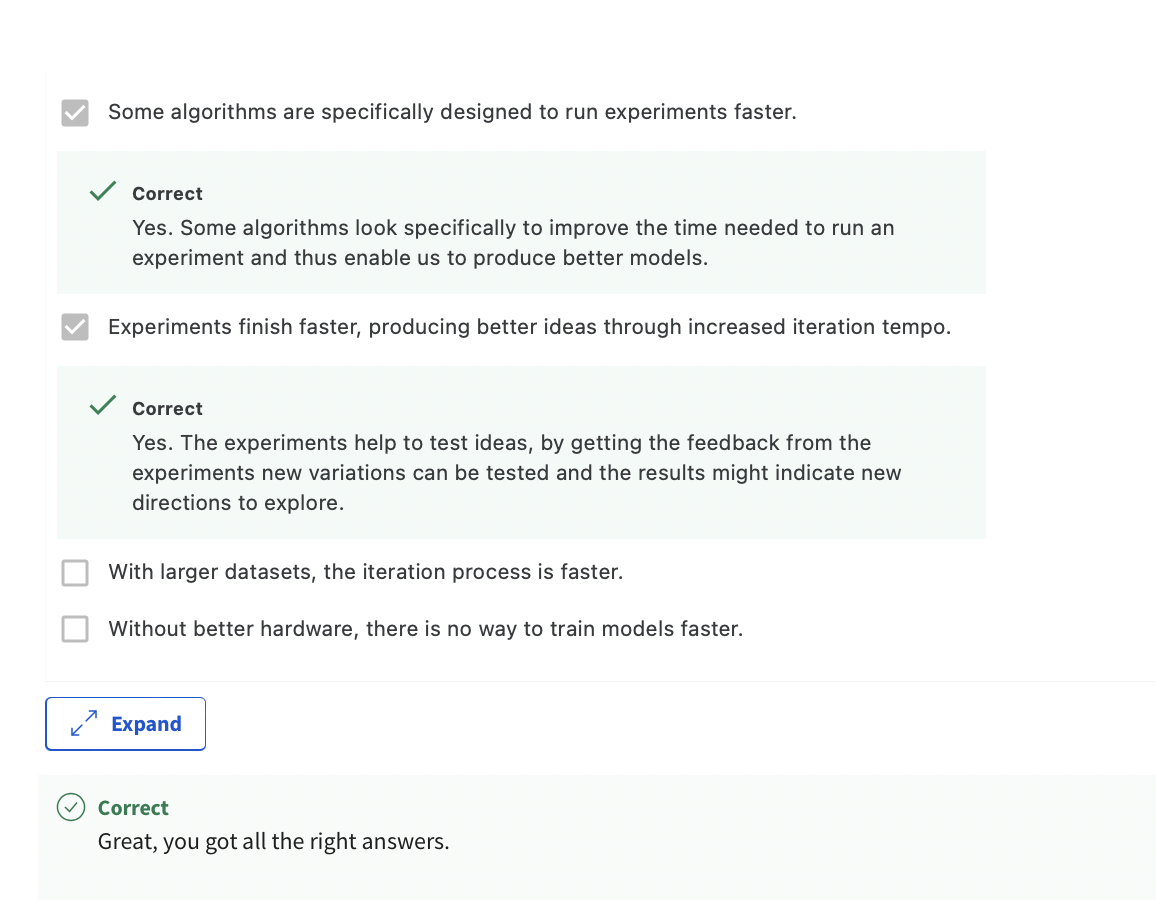 Some algorithms are specifically designed to run experiments faster.
Correct
Yes. Some algorithms look specifically to improve the time needed to run an
experiment and thus enable us to produce better models.
Experiments finish faster, producing better ideas through increased iteration tempo.
Correct
Yes. The experiments help to test ideas, by getting the feedback from the
experiments new variations can be tested and the results might indicate new
directions to explore.
With larger datasets, the iteration process is faster.
Without better hardware, there is no way to train models faster.
Expand
Correct
Great, you got all the right answers.